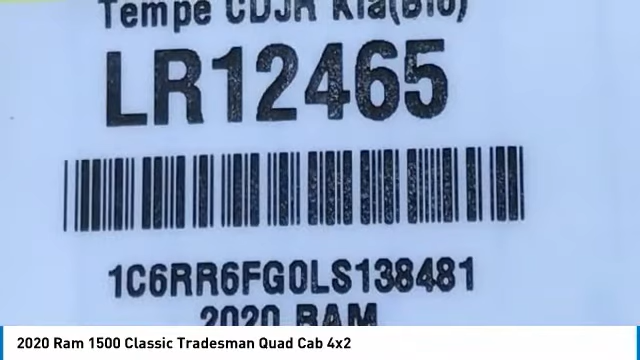 Tempe CDJR Kia(Bio)
LR12465
1C6RR6FG0LS138481
2020 RAM
2020 Ram 1500 Classic Tradesman Quad Cab 4x2